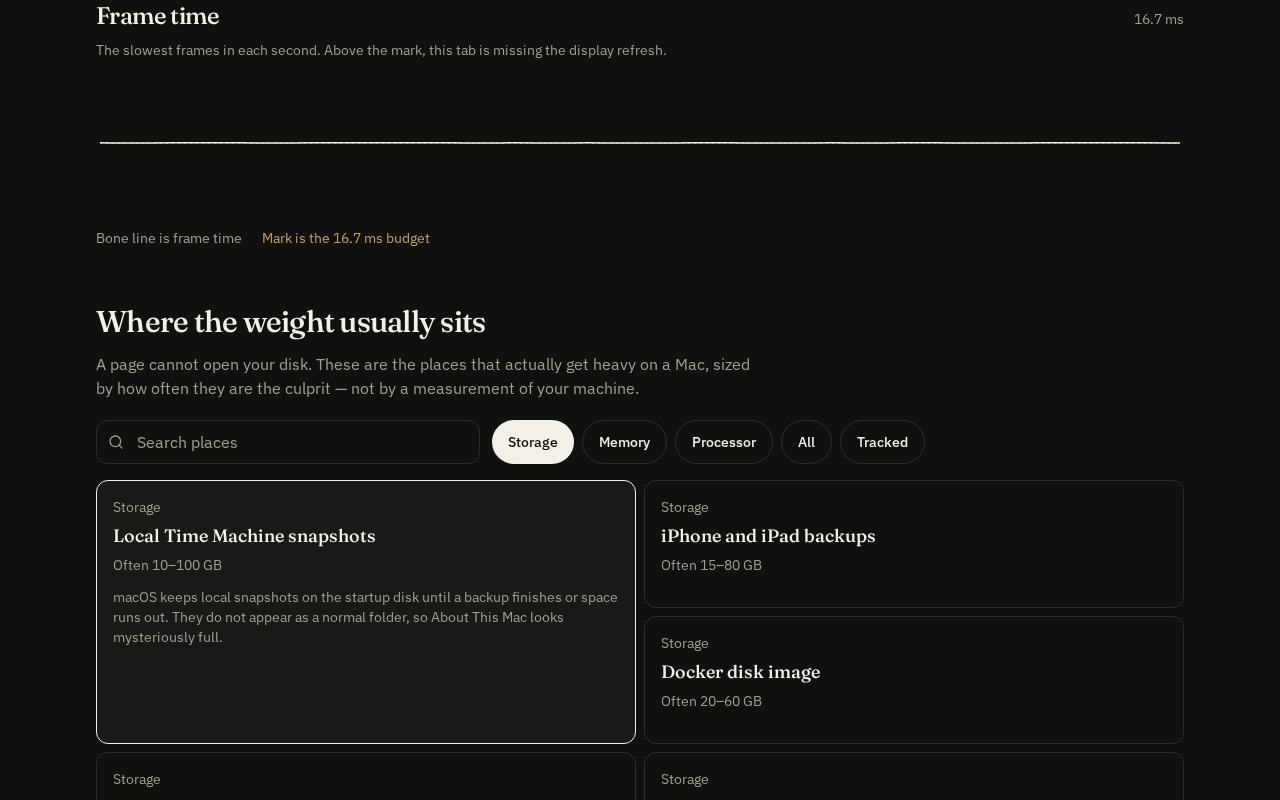 Frame time
16.7 ms
The slowest frames in each second. Above the mark, this tab is missing the display refresh.
Bone line is frame time
Mark is the 16.7 ms budget
Where the weight usually sits
A page cannot open your disk. These are the places that actually get heavy on a Mac, sized
by how often they are the culprit — not by a measurement of your machine.
Search places
Storage
Memory
Processor
All
Tracked
Storage
Local Time Machine snapshots
Often 10–100 GB
macOS keeps local snapshots on the startup disk until a backup finishes or space
runs out. They do not appear as a normal folder, so About This Mac looks
mysteriously full.
Storage
iPhone and iPad backups
Often 15–80 GB
Storage
Docker disk image
Often 20–60 GB
Storage
Storage